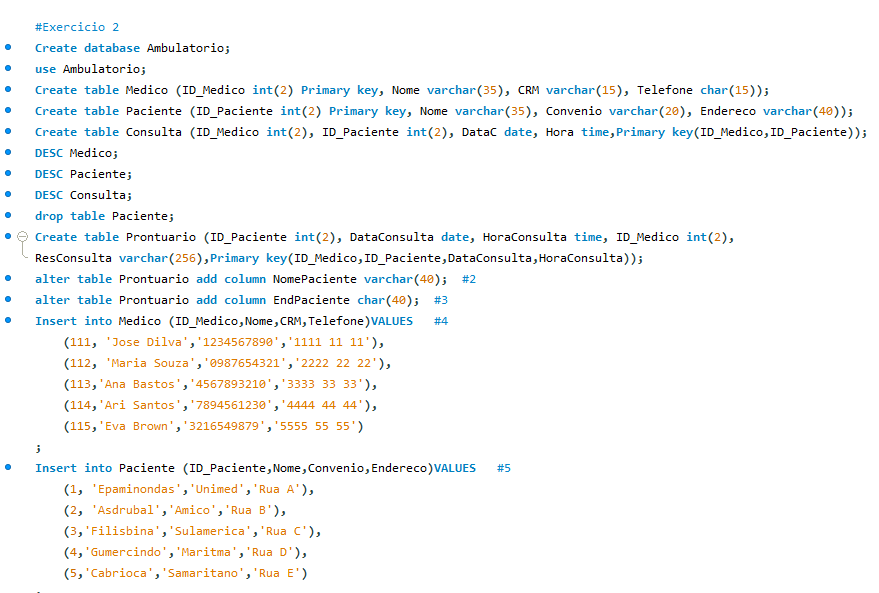 #Exercicio 2
Create database Ambulatorio;
use Ambulatorio;
Create table Medico (ID_Medico int(2) Primary key, Nome varchar(35), CRM varchar(15), Telefone char(15));
Create table Paciente (ID_Paciente int(2) Primary key, Nome varchar(35), Convenio varchar(20), Endereco varchar(40));
Create table Consulta (ID_Medico int(2), ID_Paciente int(2), DataC date, Hora time,Primary key(ID_Medico,ID_Paciente));
DESC Medico;
DESC Paciente;
DESC Consulta;
drop table Paciente;
Create table Prontuario (ID_Paciente int(2), DataConsulta date, HoraConsulta time, ID_Medico int(2),
ResConsulta varchar(256),Primary key(ID_Medico,ID_Paciente,DataConsulta,HoraConsulta));
alter table Prontuario add column NomePaciente varchar(40);  #2
alter table Prontuario add column EndPaciente char(40);  #3
Insert into Medico (ID_Medico,Nome,CRM,Telefone)VALUES   #4
(111, 'Jose Dilva','1234567890','1111 11 11'),
(112, 'Maria Souza','0987654321','2222 22 22'),
(113,'Ana Bastos','4567893210','3333 33 33'),
(114,'Ari Santos','7894561230','4444 44 44'),
(115,'Eva Brown','3216549879','5555 55 55')
;
Insert into Paciente (ID_Paciente,Nome,Convenio,Endereco)VALUES   #5
(1, 'Epaminondas','Unimed','Rua A'),
(2, 'Asdrubal','Amico','Rua B'),
(3,'Filisbina','Sulamerica','Rua C'),
(4,'Gumercindo','Maritma','Rua D'),
(5,'Cabrioca','Samaritano','Rua E')